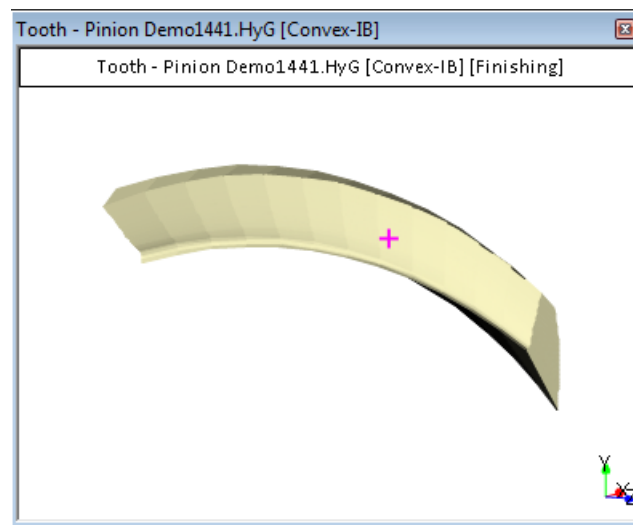 Tooth - Pinion Demo1441.HyG [Convex-IB]
Tooth - Pinion Demo1441.HyG [Convex-IB] [Finishing]
Y
X